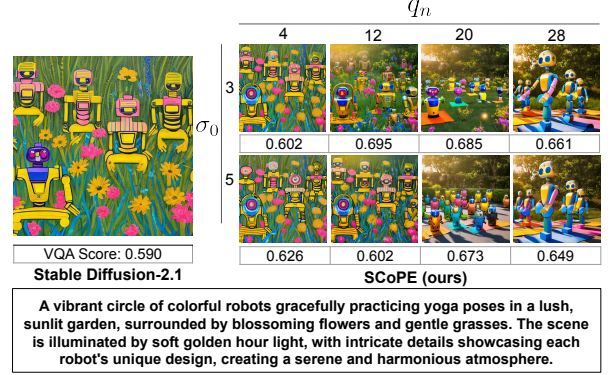 qₙ
4 12 20 28
σ₀
3
0.602 0.695 0.685 0.661
5
0.626 0.602 0.673 0.649
VQA Score: 0.590
Stable Diffusion-2.1
SCoPE (ours)
A vibrant circle of colorful robots gracefully practicing yoga poses in a lush,
sunlit garden, surrounded by blossoming flowers and gentle grasses. The scene
is illuminated by soft golden hour light, with intricate details showcasing each
robot's unique design, creating a serene and harmonious atmosphere.